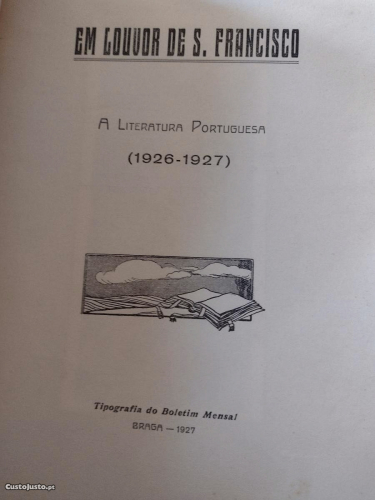 EM LOUVOR DE S. FRANCISCO
A LITERATURA PORTUGUESA
(1926-1927)
Tipografia do Boletim Mensal
BRAGA — 1927
CustoJusto.pt